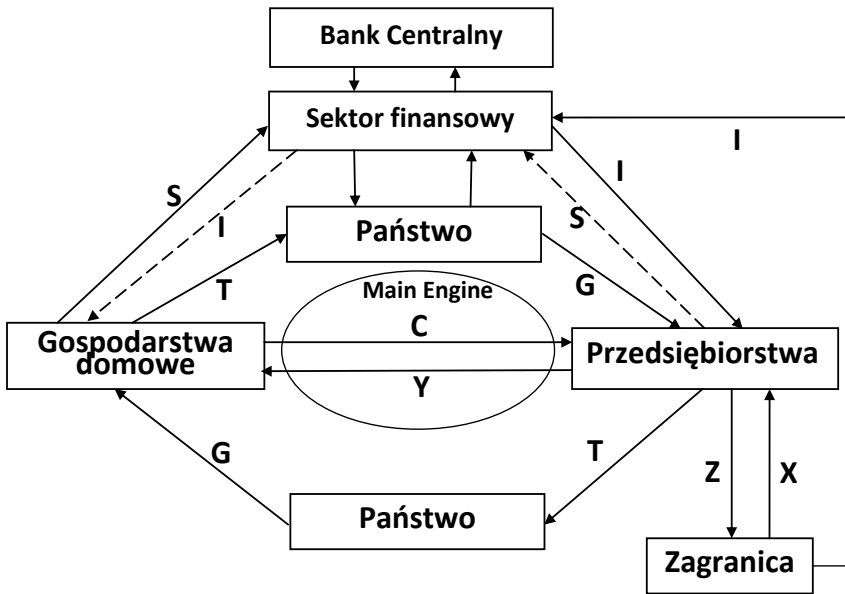 Bank Centralny
Sektor finansowy
I
I
S
S
I
Państwo
T
G
Main Engine
C
Gospodarstwa
domowe
Przedsiębiorstwa
Y
G
T
Z
X
Państwo
Zagranica